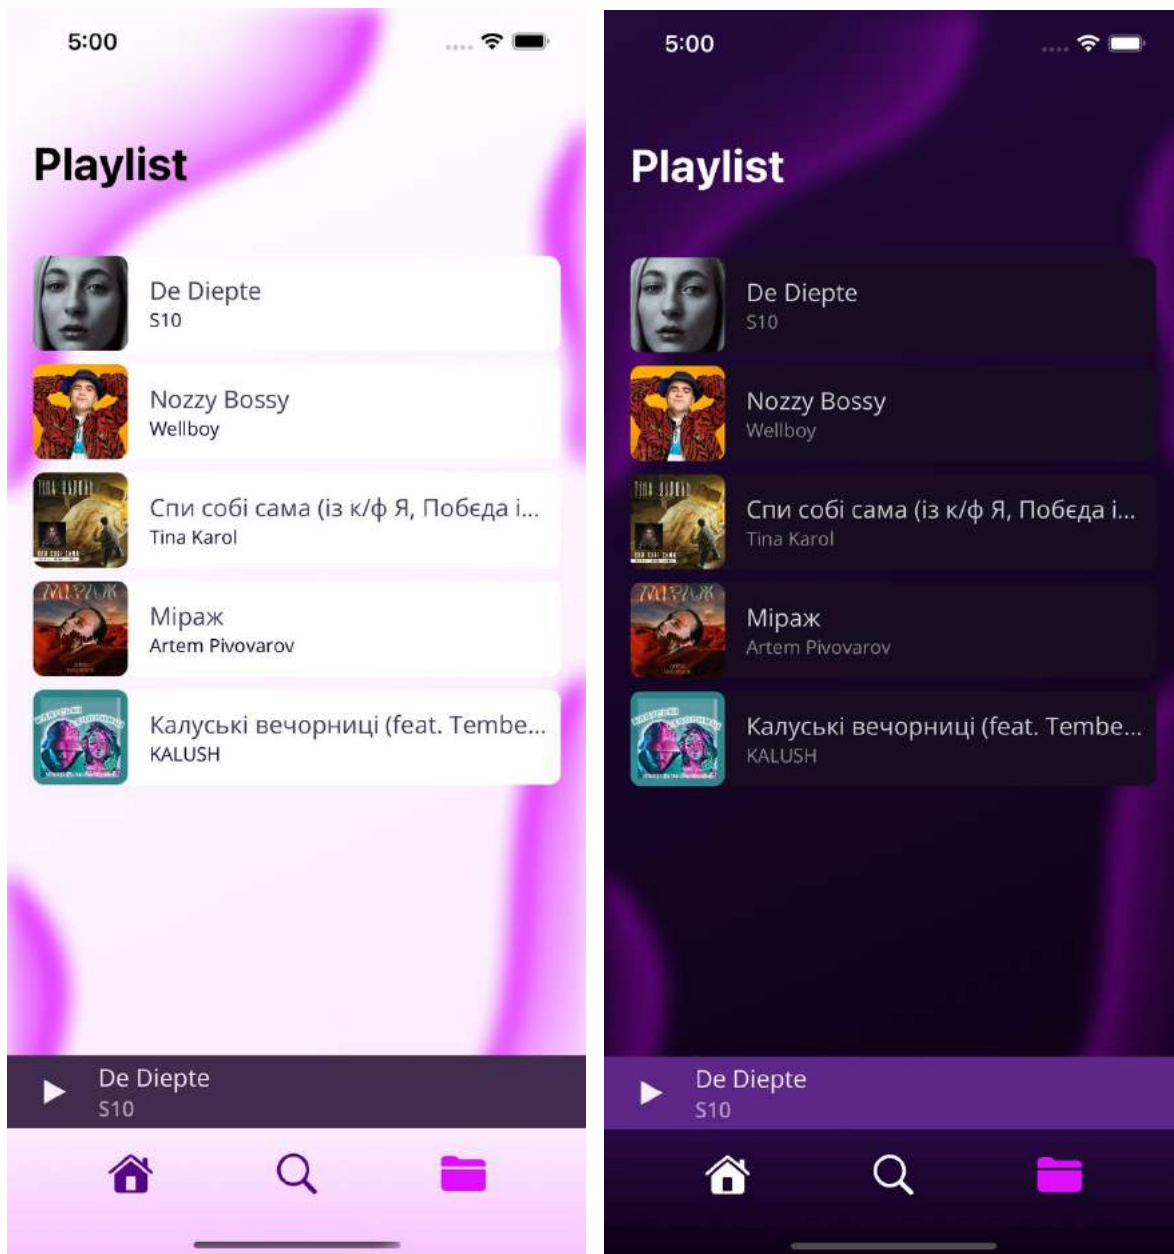 5:00
Playlist
De Diepte
S10
Nozzy Bossy
Wellboy
Спи собі сама (із к/ф Я, Побєда і...
Tina Karol
МІРАЖ
Міраж
Artem Pivovarov
Калуські вечорниці (feat. Tembe...
KALUSH
De Diepte
S10
5:00
Playlist
De Diepte
S10
Nozzy Bossy
Wellboy
Спи собі сама (із к/ф Я, Побєда і...
Tina Karol
МІРАЖ
Міраж
Artem Pivovarov
Калуські вечорниці (feat. Tembe...
KALUSH
De Diepte
S10